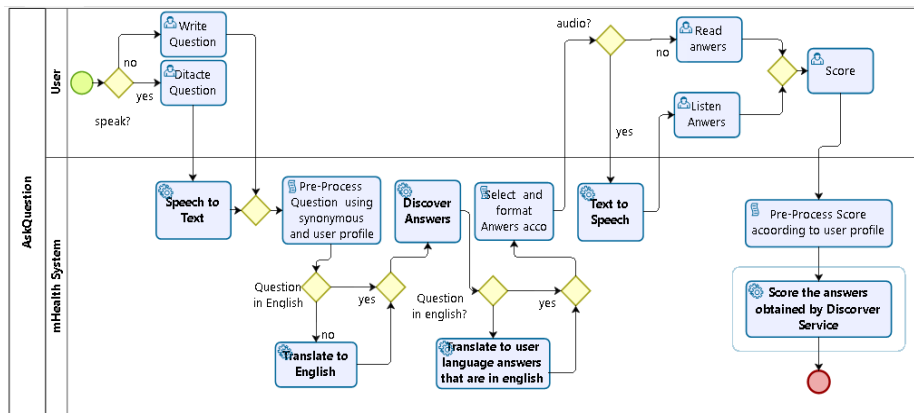 AskQuestion
User
speak?
no
yes
Write
Question
Ditacte
Question
audio?
no
yes
Read
anwers
Listen
Anwers
Score
mHealth System
Speech to
Text
Pre-Process
Question using
synonymous
and user profile
Question
in English
yes
no
Translate to
English
Discover
Answers
Question
in english?
yes
Translate to user
language answers
that are in english
Select and
format
Anwers acco
Text to
Speech
Pre-Process Score
acoording to user profile
Score the answers
obtained by Discorver
Service